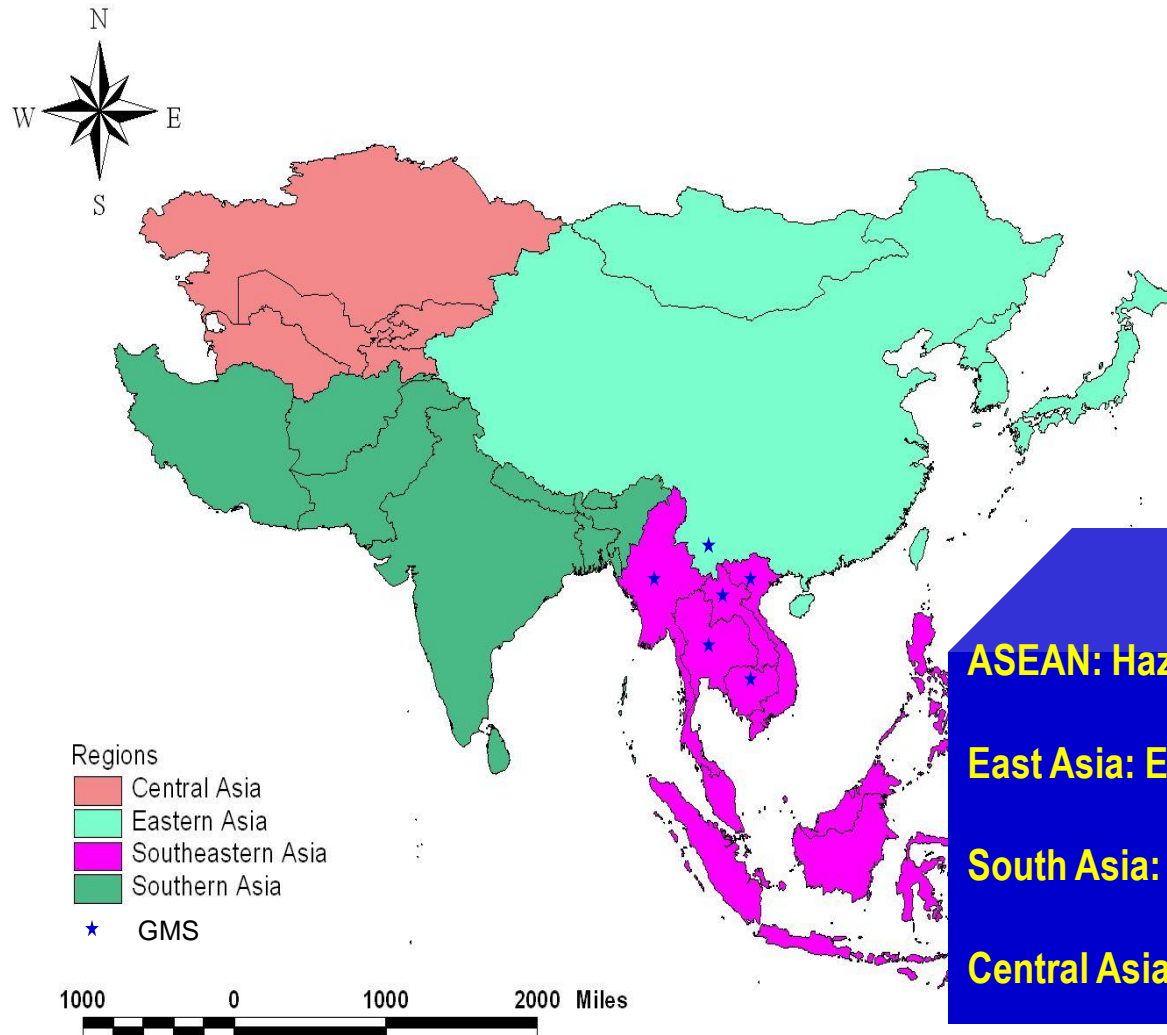 N
W E
S
Regions
Central Asia
Eastern Asia
Southeastern Asia
Southern Asia
GMS
1000 0 1000 2000 Miles
ASEAN: Haz
East Asia: E
South Asia:
Central Asia